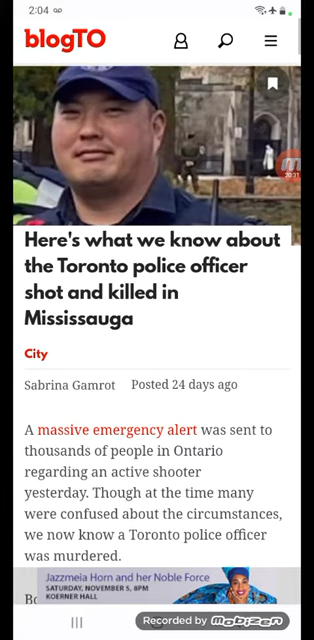 2:04
blogTO
20:31
Here's what we know about
the Toronto police officer
shot and killed in
Mississauga
City
Sabrina Gamrot Posted 24 days ago
A massive emergency alert was sent to
thousands of people in Ontario
regarding an active shooter
yesterday. Though at the time many
were confused about the circumstances,
we now know a Toronto police officer
was murdered.
Jazzmeia Horn and her Noble Force
SATURDAY, NOVEMBER 5, 8PM
KOERNER HALL
Recorded by Mobizen